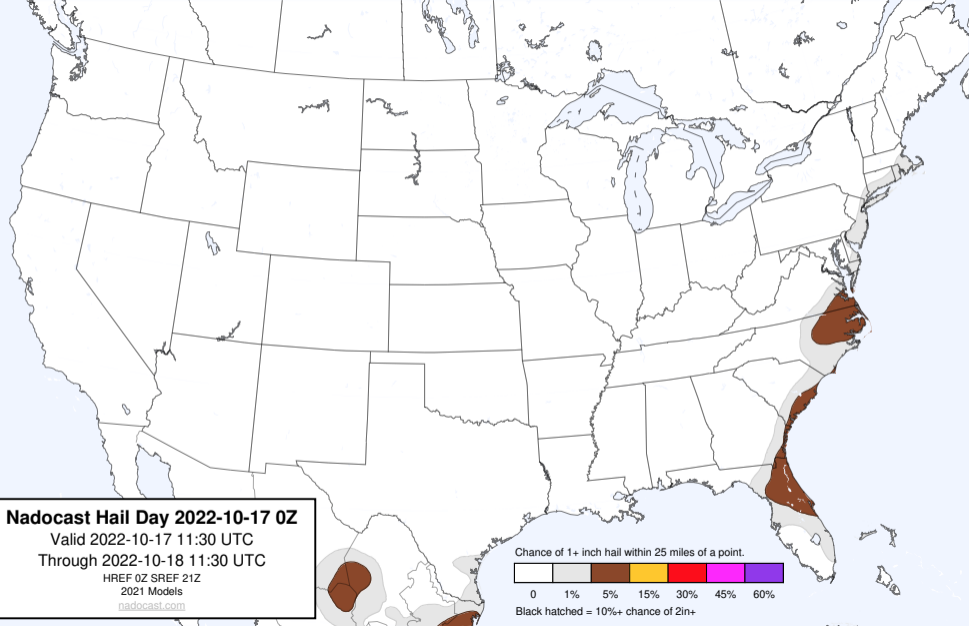 Nadocast Hail Day 2022-10-17 0Z
Valid 2022-10-17 11:30 UTC
Through 2022-10-18 11:30 UTC
HREF 0Z SREF 21Z
2021 Models
nadocast.com
Chance of 1+ inch hail within 25 miles of a point.
0 1% 5% 15% 30% 45% 60%
Black hatched = 10%+ chance of 2in+